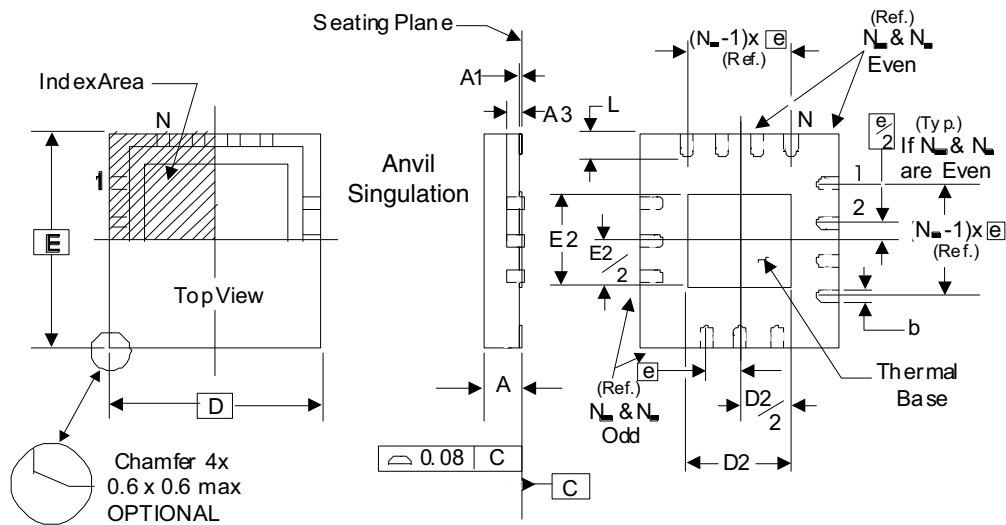 Seating Plane
(Ref.)
N & N
Even
(N -1)x e
(Ref.)
Index Area
A1
A3
L
N
N
e/2
(Typ.)
If N & N
are Even
1
1
2
Anvil
Singulation
E
E2
E2/2
(N -1)x e
(Ref.)
Top View
b
A
e
(Ref.)
N & N
Odd
D2/2
Thermal
Base
D
D2
Chamfer 4x
0.6 x 0.6 max
OPTIONAL
0.08 C
C